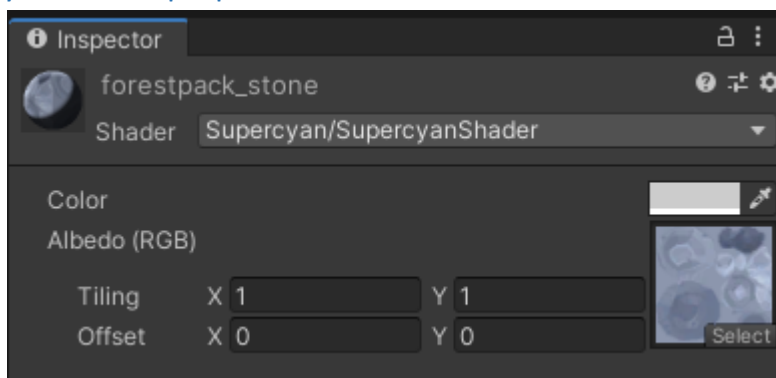 Inspector
forestpack_stone
Shader Supercyan/SupercyanShader
Color
Albedo (RGB)
Tiling X 1 Y 1
Offset X 0 Y 0
Select